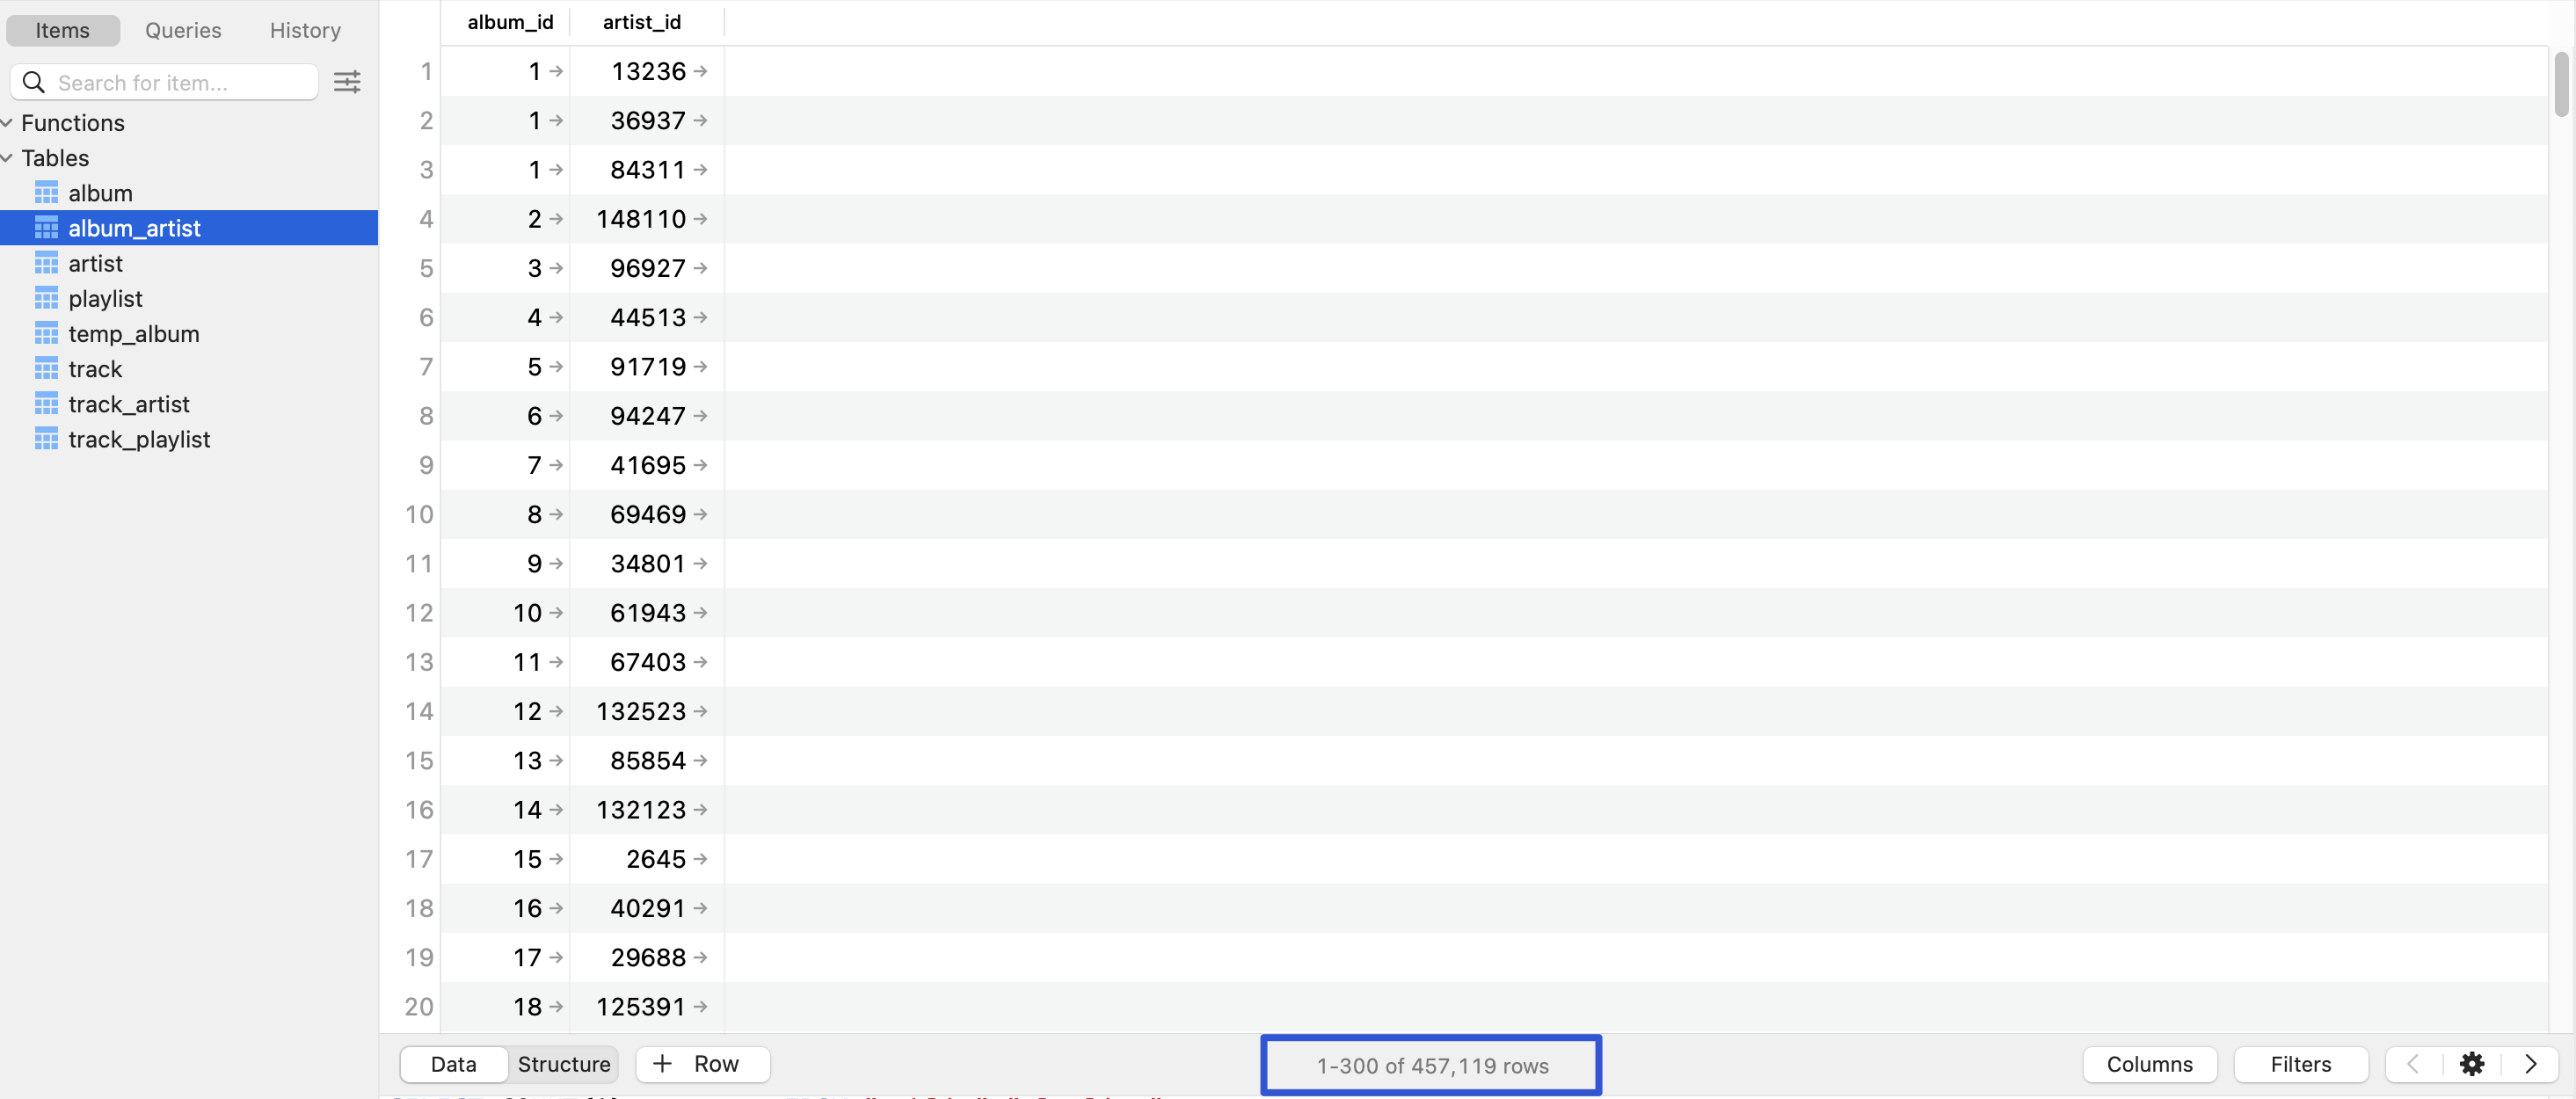 Items Queries History
Search for item...
Functions
Tables
album
album_artist
artist
playlist
temp_album
track
track_artist
track_playlist
album_id artist_id
1 1 → 13236 →
2 1 → 36937 →
3 1 → 84311 →
4 2 → 148110 →
5 3 → 96927 →
6 4 → 44513 →
7 5 → 91719 →
8 6 → 94247 →
9 7 → 41695 →
10 8 → 69469 →
11 9 → 34801 →
12 10 → 61943 →
13 11 → 67403 →
14 12 → 132523 →
15 13 → 85854 →
16 14 → 132123 →
17 15 → 2645 →
18 16 → 40291 →
19 17 → 29688 →
20 18 → 125391 →
Data Structure + Row 1-300 of 457,119 rows Columns Filters